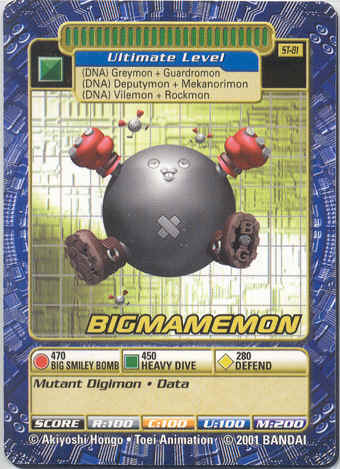 ST-81
Ultimate Level
(DNA) Greymon + Guardromon
(DNA) Deputymon + Mekanorimon
(DNA) Vilemon + Rockmon
B
G
BIGMAMEMON
470 BIG SMILEY BOMB 450 HEAVY DIVE 280 DEFEND
Mutant Digimon • Data
SCORE R:100 C:100 U:100 M:200
© Akiyoshi Hongo • Toei Animation • © 2001 BANDAI